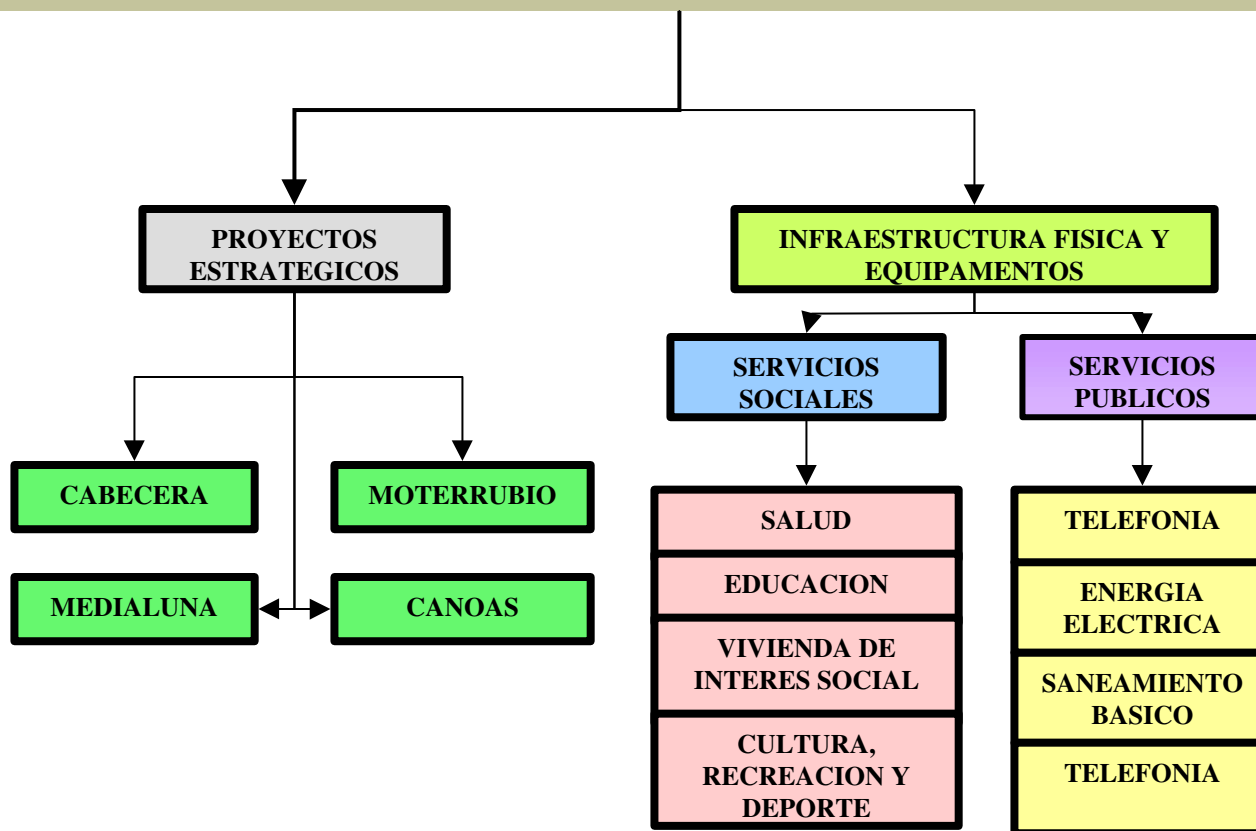 PROYECTOS
ESTRATEGICOS
INFRAESTRUCTURA FISICA Y
EQUIPAMENTOS
SERVICIOS
SOCIALES
SERVICIOS
PUBLICOS
CABECERA
MOTERRUBIO
MEDIALUNA
CANOAS
SALUD
EDUCACION
VIVIENDA DE
INTERES SOCIAL
CULTURA,
RECREACION Y
DEPORTE
TELEFONIA
ENERGIA
ELECTRICA
SANEAMIENTO
BASICO
TELEFONIA